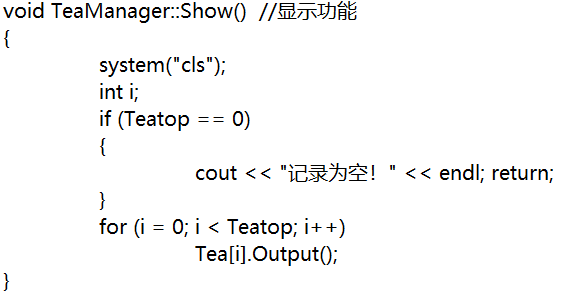 void TeaManager::Show()  //显示功能
{
        system("cls");
        int i;
        if (Teatop == 0)
        {
                cout << "记录为空！" << endl; return;
        }
        for (i = 0; i < Teatop; i++)
                Tea[i].Output();
}